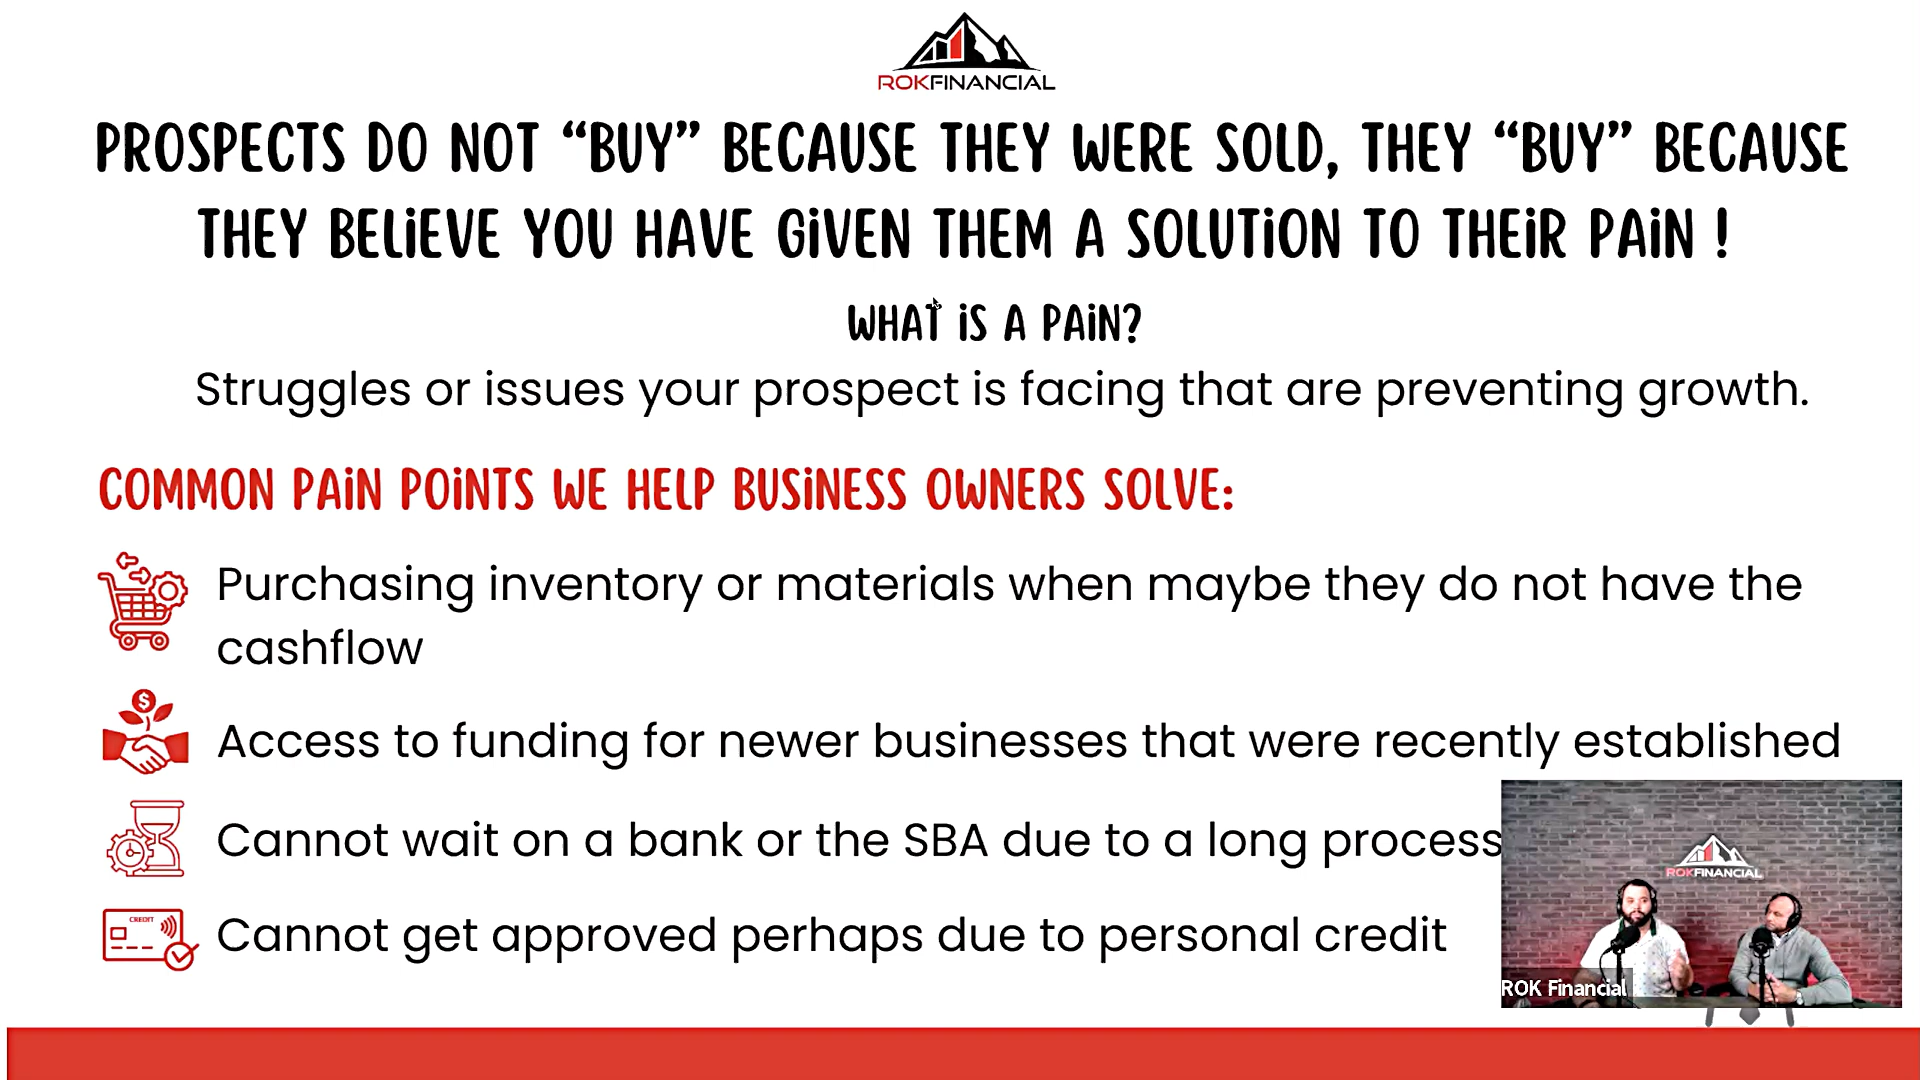 ROKFINANCIAL
PROSPECTS DO NOT “BUY” BECAUSE THEY WERE SOLD, THEY “BUY” BECAUSE
THEY BELiEVE YOU HAVE GiVEN THEM A SOLUTiON TO THEiR PAiN !
WHAT iS A PAiN?
Struggles or issues your prospect is facing that are preventing growth.
COMMON PAiN POiNTS WE HELP BUSiNESS OWNERS SOLVE:
Purchasing inventory or materials when maybe they do not have the
cashflow
$
Access to funding for newer businesses that were recently established
Cannot wait on a bank or the SBA due to a long process
ROKFINANCIAL
CREDIT
Cannot get approved perhaps due to personal credit
ROK Financial